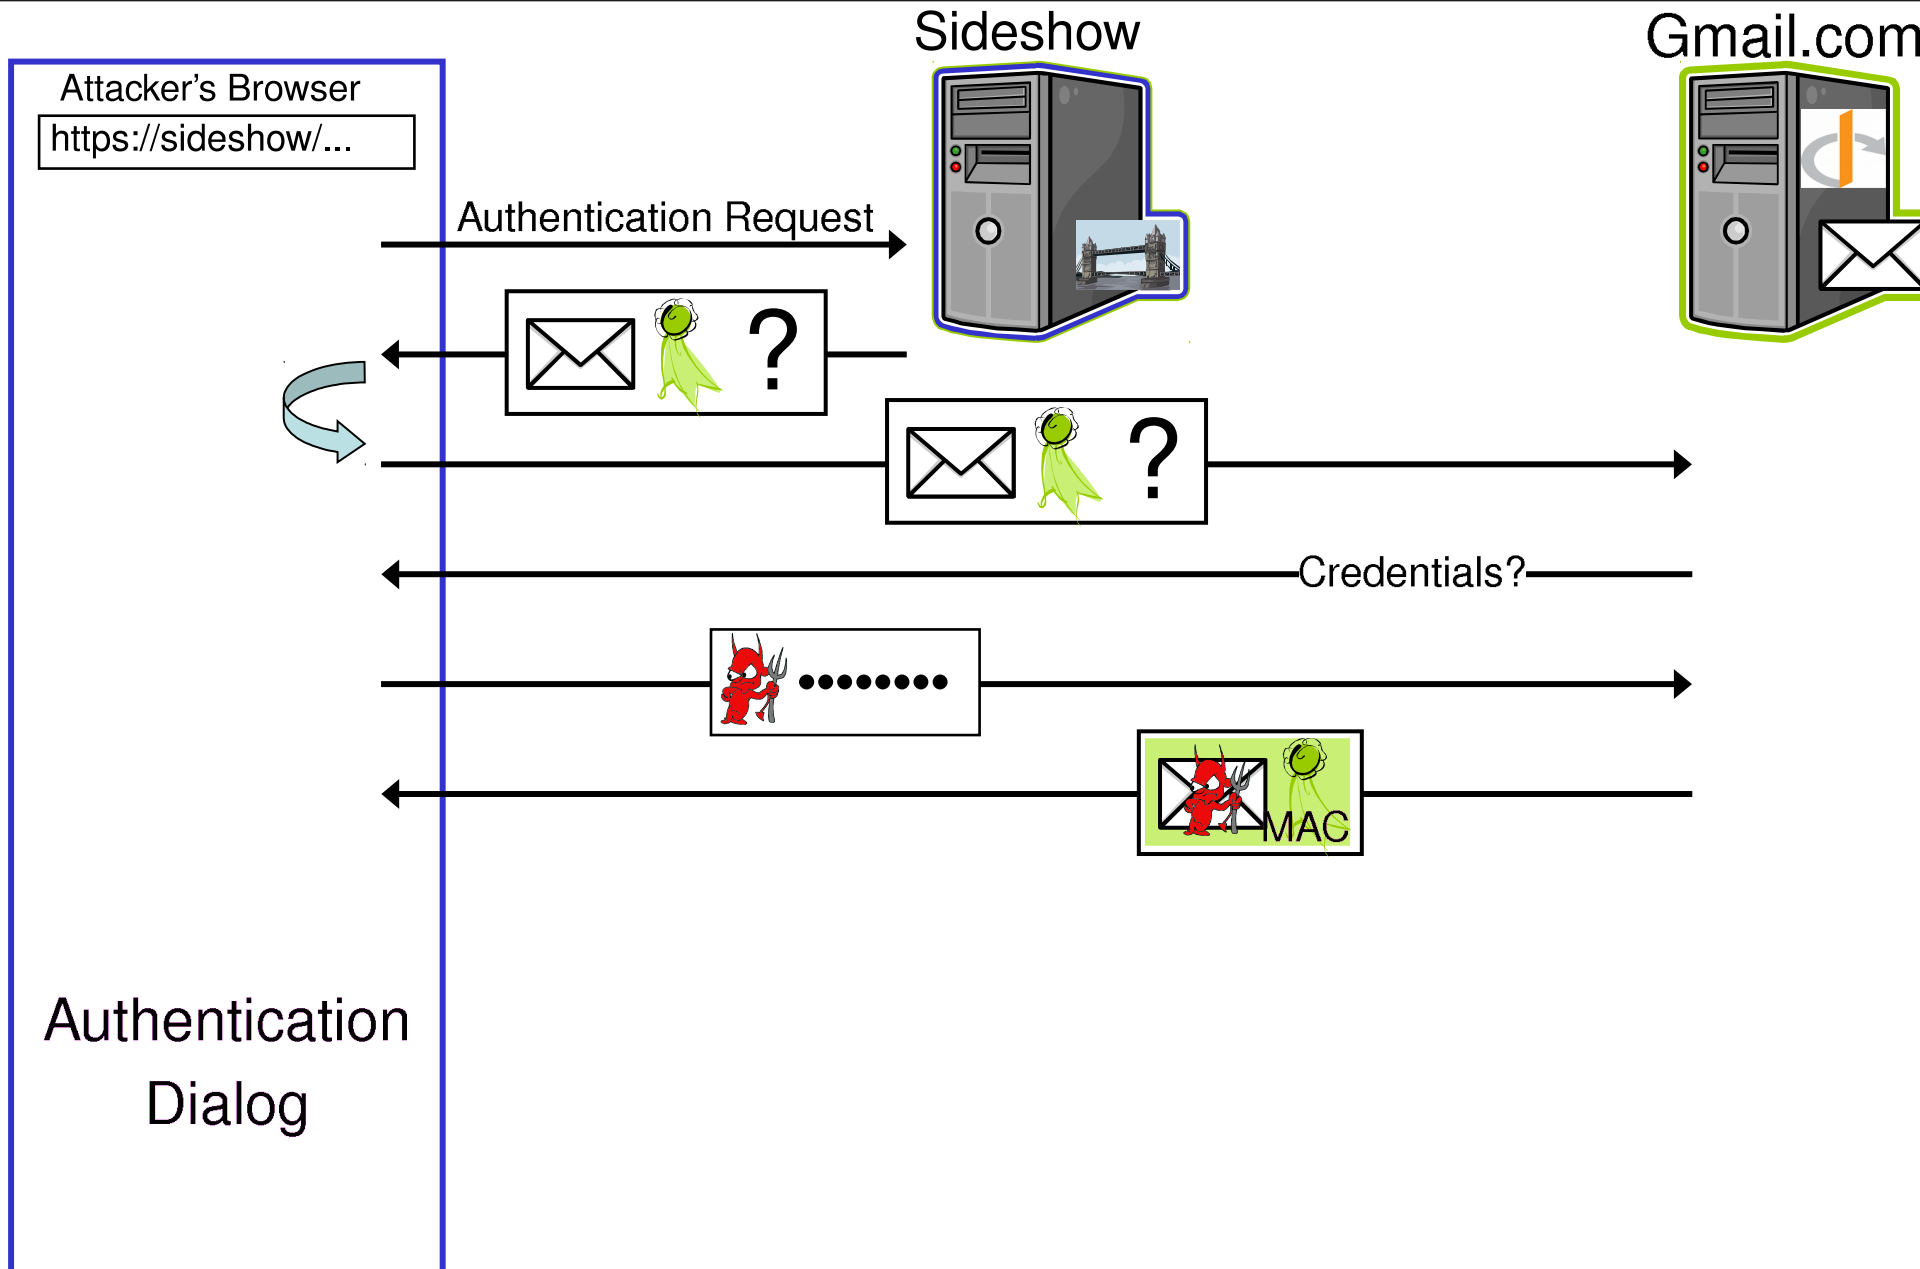 Sideshow
Gmail.com
Attacker's Browser
https://sideshow/...
Authentication Request
?
?
Credentials?
MAC
Authentication
Dialog